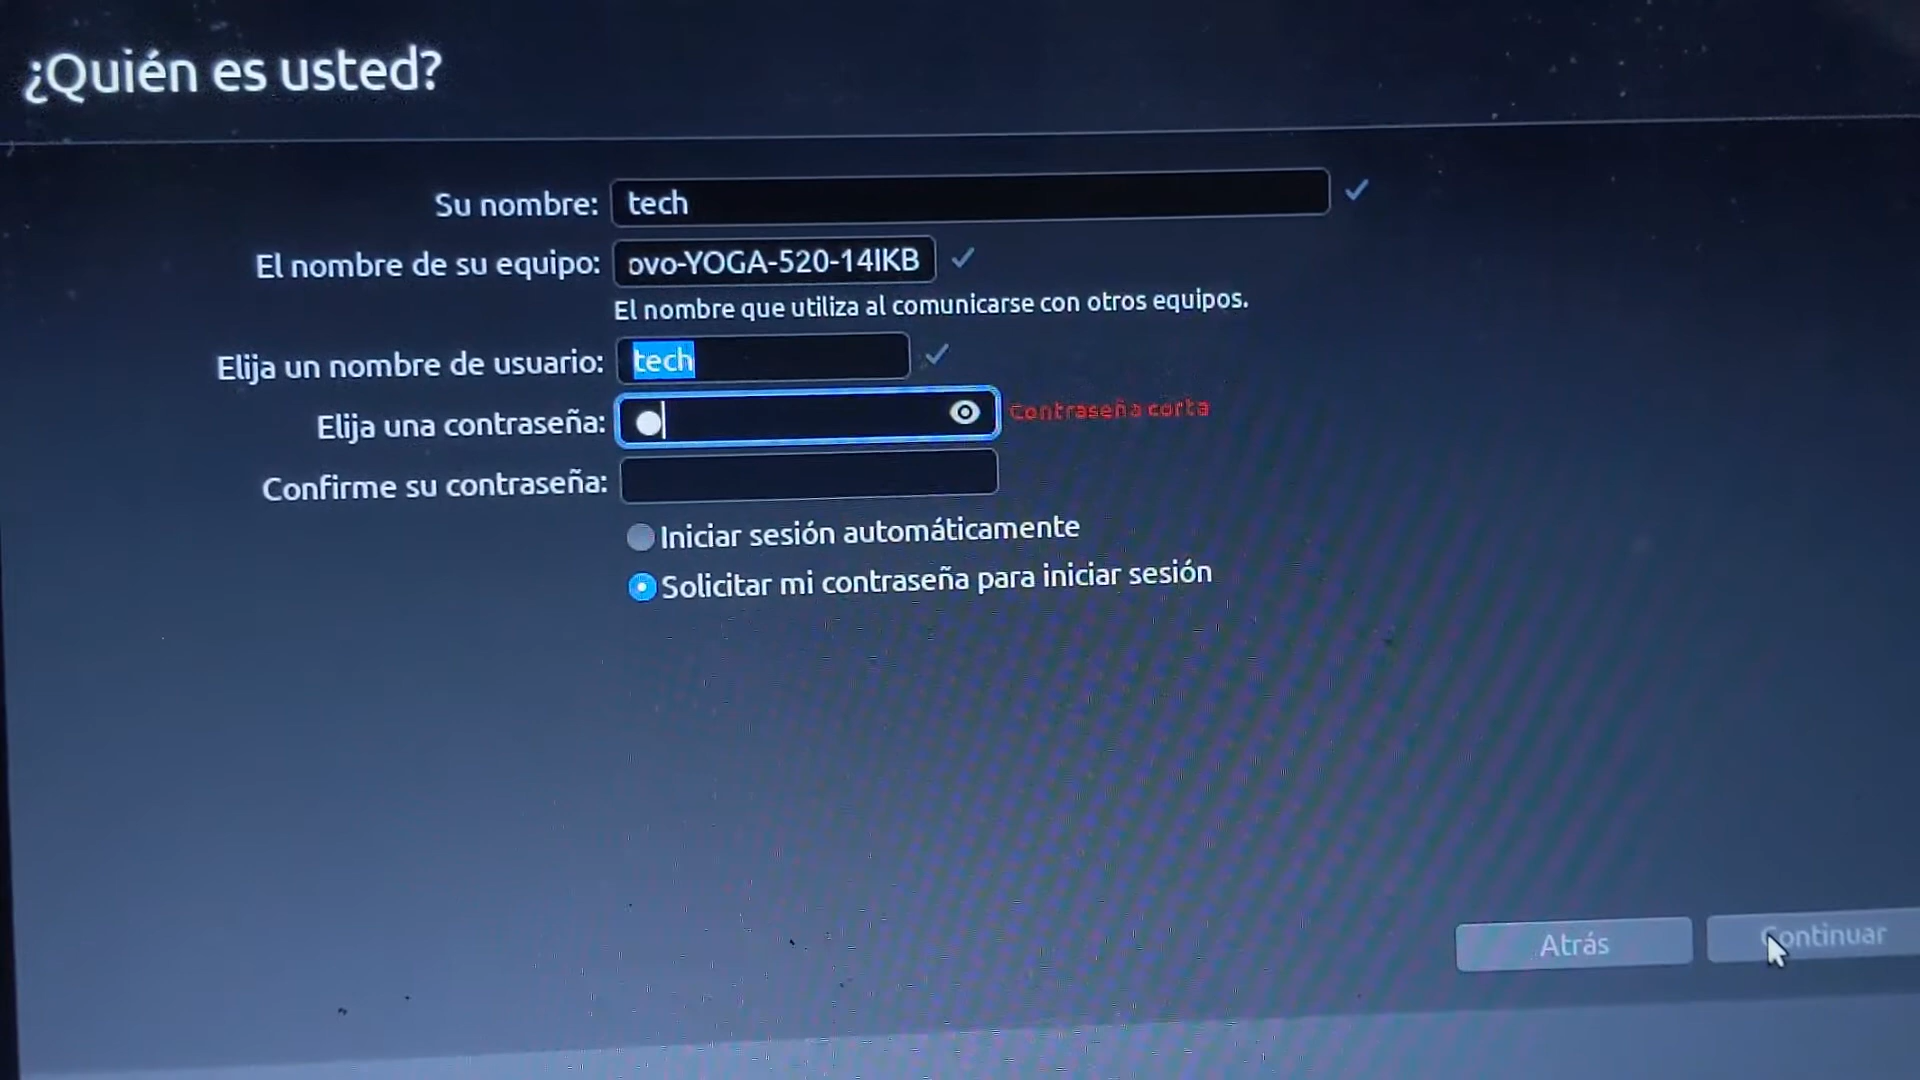 ¿Quién es usted?
Su nombre: tech
El nombre de su equipo: ovo-YOGA-520-14IKB
El nombre que utiliza al comunicarse con otros equipos.
Elija un nombre de usuario: tech
Elija una contraseña: Contraseña corta
Confirme su contraseña:
Iniciar sesión automáticamente
Solicitar mi contraseña para iniciar sesión
Atrás Continuar